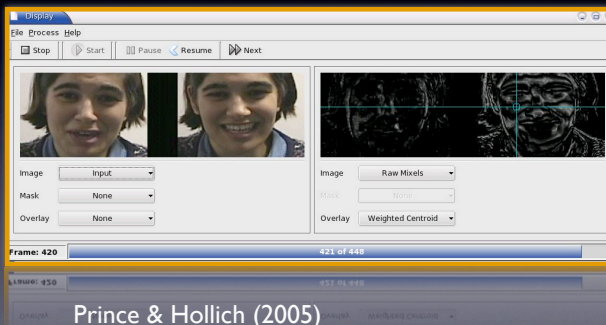 Display
File Process Help
Stop Start Pause Resume Next
Image Input
Mask None
Overlay None
Image Raw Mixels
Mask None
Overlay Weighted Centroid
Frame: 420 421 of 448
Prince & Hollich (2005)